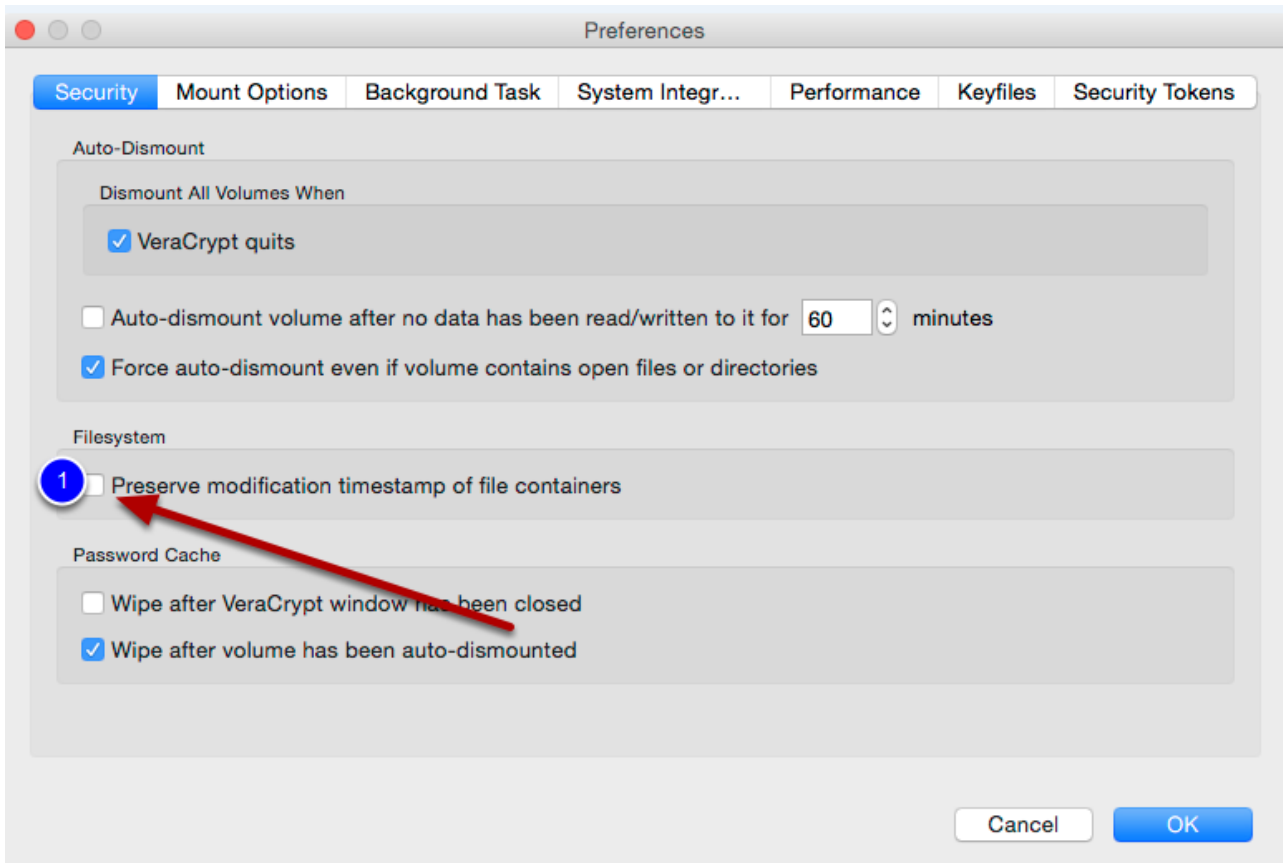 Preferences
Security Mount Options Background Task System Integr... Performance Keyfiles Security Tokens
Auto-Dismount
Dismount All Volumes When
VeraCrypt quits
Auto-dismount volume after no data has been read/written to it for 60 minutes
Force auto-dismount even if volume contains open files or directories
Filesystem
1 Preserve modification timestamp of file containers
Password Cache
Wipe after VeraCrypt window has been closed
Wipe after volume has been auto-dismounted
Cancel OK